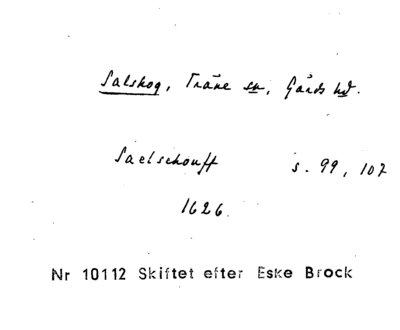 Salskog, Träne sn, Gärds hd.
Saelschouff s. 99, 107
1626.
Nr 10112 Skiftet efter Eske Brock